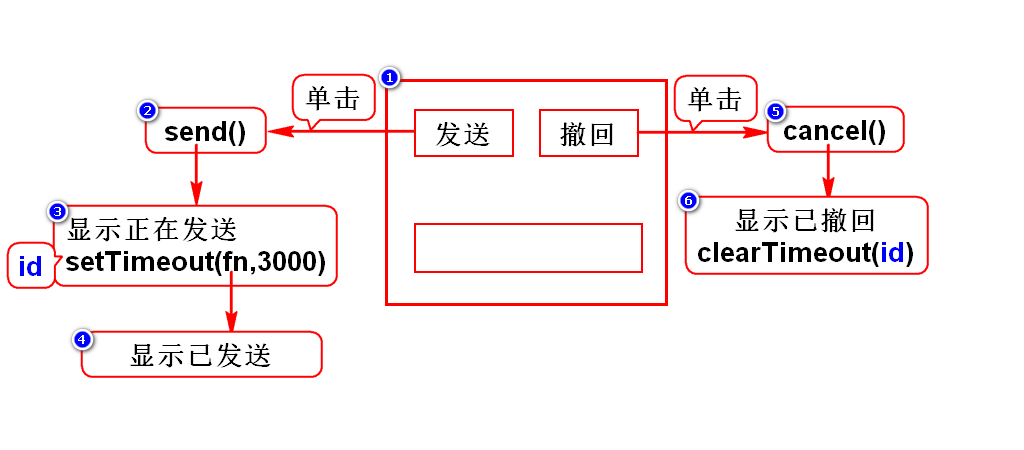 1
发送
撤回
单击
2
send()
3
显示正在发送
setTimeout(fn,3000)
id
4
显示已发送
单击
5
cancel()
6
显示已撤回
clearTimeout(id)